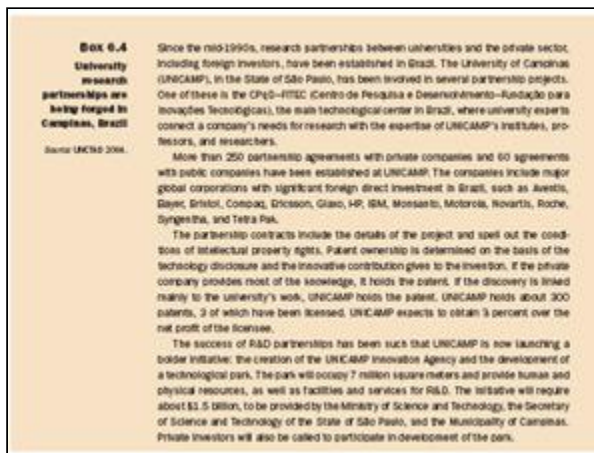 Box 6.4
University
research
partnerships are
being forged in
Campinas, Brazil
Source: UNCTAD 2004.
Since the mid-1990s, research partnerships between universities and the private sector,
including foreign investors, have been established in Brazil. The University of Campinas
(UNICAMP), in the State of São Paulo, has been involved in several partnership projects.
One of these is the CPqD–FITEC (Centro de Pesquisa e Desenvolvimento–Fundação para
Inovações Tecnológicas), the main technological center in Brazil, where university experts
connect a company's needs for research with the expertise of UNICAMP's institutes, pro-
fessors, and researchers.
More than 250 partnership agreements with private companies and 60 agreements
with public companies have been established at UNICAMP. The companies include major
global corporations with significant foreign direct investment in Brazil, such as Aventis,
Bayer, Bristol, Compaq, Ericsson, Glaxo, HP, IBM, Monsanto, Motorola, Novartis, Roche,
Syngentha, and Tetra Pak.
The partnership contracts include the details of the project and spell out the condi-
tions of intellectual property rights. Patent ownership is determined on the basis of the
technology disclosure and the innovative contribution given to the invention. If the private
company provides most of the knowledge, it holds the patent. If the discovery is linked
mainly to the university's work, UNICAMP holds the patent. UNICAMP holds about 300
patents, 3 of which have been licensed. UNICAMP expects to obtain 3 percent over the
net profit of the licensee.
The success of R&D partnerships has been such that UNICAMP is now launching a
bolder initiative: the creation of the UNICAMP Innovation Agency and the development of
a technological park. The park will occupy 7 million square meters and provide human and
physical resources, as well as facilities and services for R&D. The initiative will require
about $1.5 billion, to be provided by the Ministry of Science and Technology, the Secretary
of Science and Technology of the State of São Paulo, and the Municipality of Campinas.
Private investors will also be called to participate in development of the park.